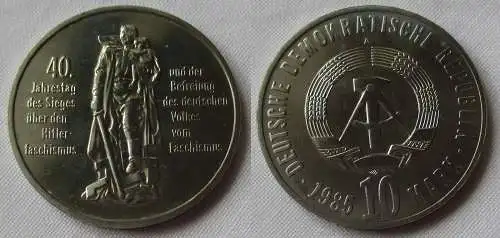 40.
Jahrestag
des Sieges
über den
Hitler-
faschismus
und der
Befreiung
des deutschen
Volkes
vom
Faschismus
DEUTSCHE DEMOKRATISCHE REPUBLIK
A
1985 10 MARK